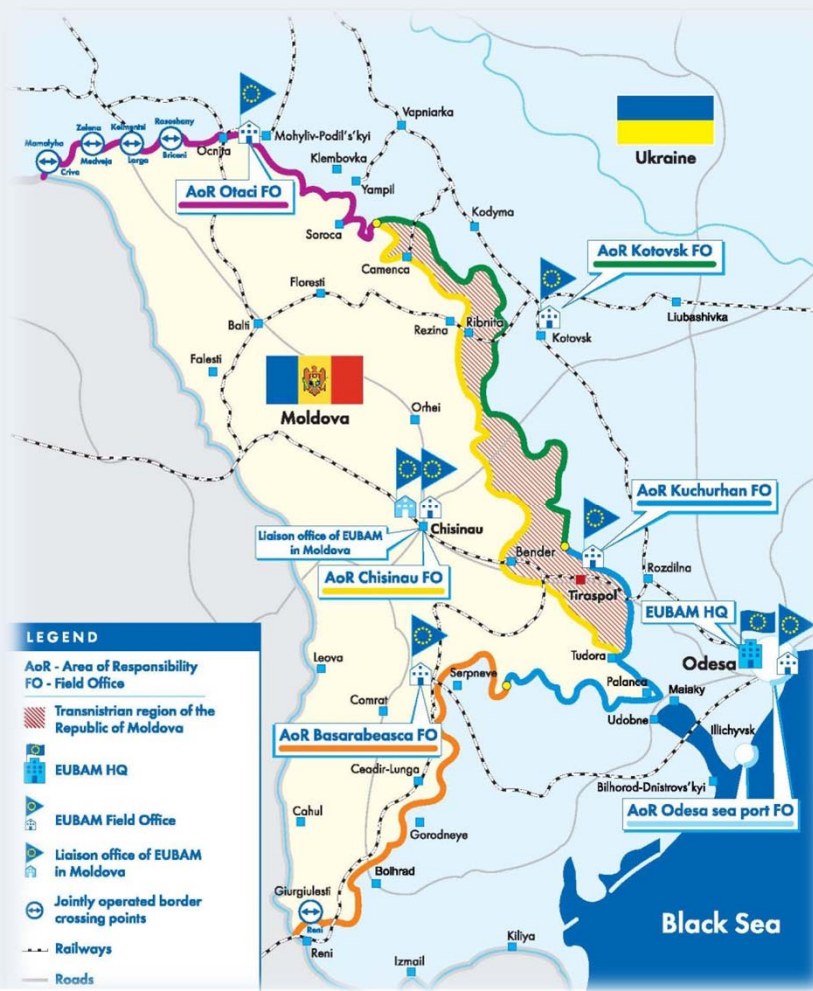 Ukraine
Vapniarka
Mamalyha
Criva
Zelena
Medveja
Kelmentsi
Larga
Rososhany
Briceni
Ocnita
Mohyliv-Podil's'kyi
AoR Otaci FO
Klembovka
Yampil
Soroca
Kodyma
Camenca
AoR Kotovsk FO
Floresti
Balti
Rezina
Ribnita
Kotovsk
Liubashivka
Falesti
Moldova
Orhei
Liaison office of EUBAM
in Moldova
Chisinau
AoR Chisinau FO
Bender
AoR Kuchurhan FO
Tiraspol'
Rozdilna
EUBAM HQ
Odesa
Tudora
Palanca
Maiaky
Udobne
Illichyvsk
Bilhorod-Dnistrovs'kyi
AoR Odesa sea port FO
Leova
Serpneve
Comrat
AoR Basarabeasca FO
Ceadir-Lunga
Cahul
Gorodneye
Bolhrad
Giurgiulesti
Reni
Reni
Izmail
Kiliya
Black Sea
LEGEND
AoR - Area of Responsibility
FO - Field Office
Transnistrian region of the
Republic of Moldova
EUBAM HQ
EUBAM Field Office
Liaison office of EUBAM
in Moldova
Jointly operated border
crossing points
Railways
Roads